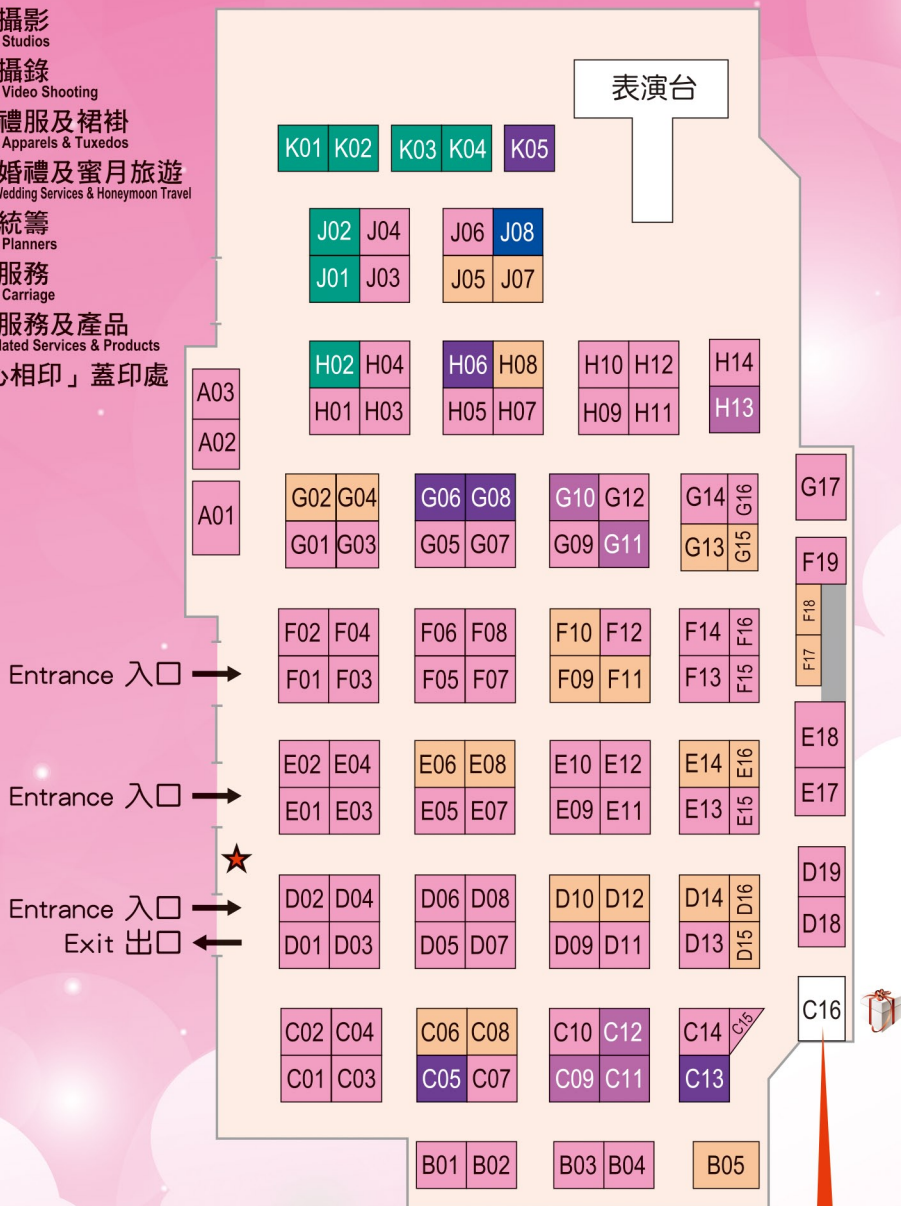 攝影
Studios
攝錄
Video Shooting
禮服及裙褂
Apparels & Tuxedos
婚禮及蜜月旅遊
Wedding Services & Honeymoon Travel
統籌
Planners
服務
Carriage
服務及產品
lated Services & Products
心相印」蓋印處
表演台
K01 K02 K03 K04 K05
J02 J04 J06 J08
J01 J03 J05 J07
H02 H04 H06 H08 H10 H12 H14
H01 H03 H05 H07 H09 H11 H13
A03
A02
A01
G02 G04 G06 G08 G10 G12 G14 G16 G17
G01 G03 G05 G07 G09 G11 G13 G15
F19
F18
F17
F02 F04 F06 F08 F10 F12 F14 F16
Entrance 入口
F01 F03 F05 F07 F09 F11 F13 F15
E18
E17
E02 E04 E06 E08 E10 E12 E14 E16
Entrance 入口
E01 E03 E05 E07 E09 E11 E13 E15
D19
D18
D02 D04 D06 D08 D10 D12 D14 D16
Entrance 入口
Exit 出口
D01 D03 D05 D07 D09 D11 D13 D15
C16
C02 C04 C06 C08 C10 C12 C14 C15
C01 C03 C05 C07 C09 C11 C13
B01 B02 B03 B04 B05